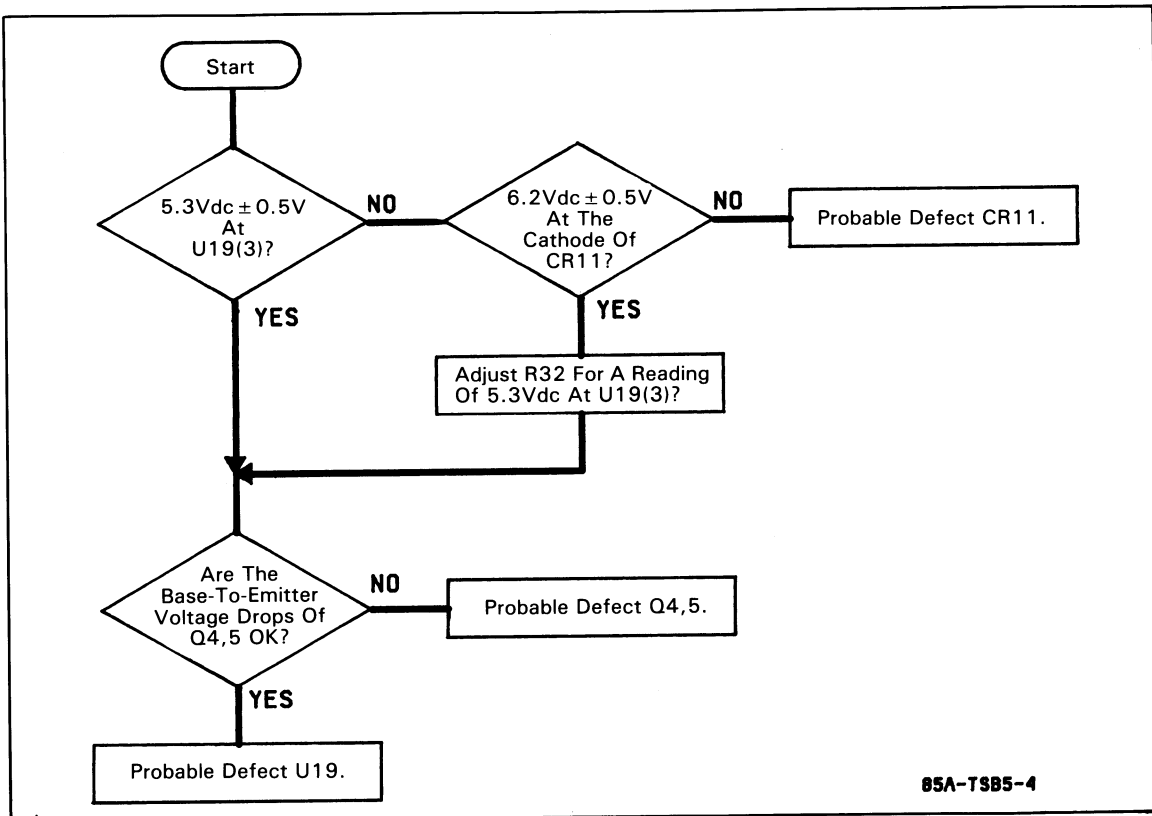 Start
5.3Vdc ± 0.5V
At
U19(3)?
NO
YES
6.2Vdc ± 0.5V
At The
Cathode Of
CR11?
NO
Probable Defect CR11.
YES
Adjust R32 For A Reading
Of 5.3Vdc At U19(3)?
Are The
Base-To-Emitter
Voltage Drops Of
Q4,5 OK?
NO
Probable Defect Q4,5.
YES
Probable Defect U19.
85A-TSB5-4